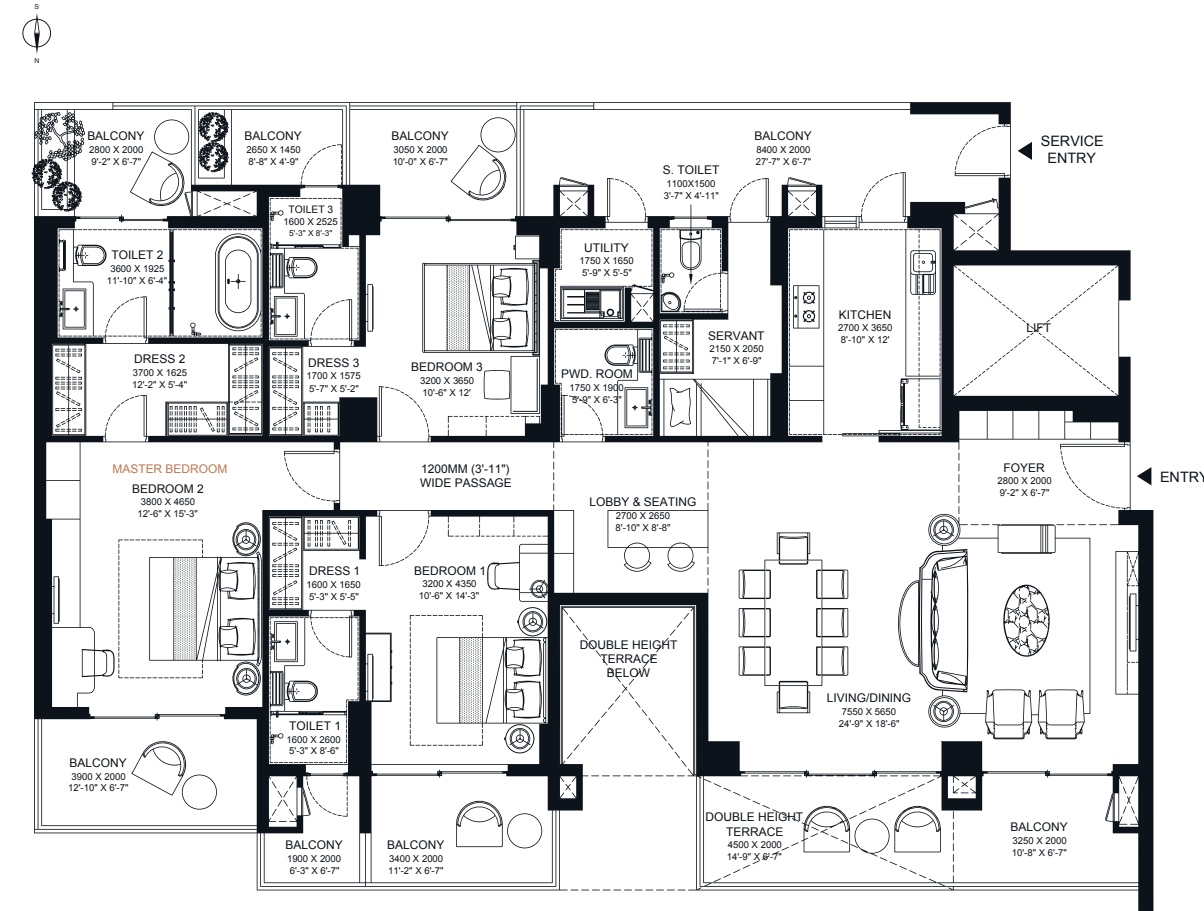 S
N
BALCONY
2800 X 2000
9'-2" X 6'-7"
BALCONY
2650 X 1450
8'-8" X 4'-9"
BALCONY
3050 X 2000
10'-0" X 6'-7"
BALCONY
8400 X 2000
27'-7" X 6'-7"
SERVICE
ENTRY
S. TOILET
1100X1500
3'-7" X 4'-11"
TOILET 3
1600 X 2525
5'-3" X 8'-3"
TOILET 2
3600 X 1925
11'-10" X 6'-4"
UTILITY
1750 X 1650
5'-9" X 5'-5"
KITCHEN
2700 X 3650
8'-10" X 12'
LIFT
SERVANT
2150 X 2050
7'-1" X 6'-9"
DRESS 2
3700 X 1625
12'-2" X 5'-4"
DRESS 3
1700 X 1575
5'-7" X 5'-2"
BEDROOM 3
3200 X 3650
10'-6" X 12'
PWD. ROOM
1750 X 1900
5'-9" X 6'-3"
MASTER BEDROOM
BEDROOM 2
3800 X 4650
12'-6" X 15'-3"
1200MM (3'-11")
WIDE PASSAGE
LOBBY & SEATING
2700 X 2650
8'-10" X 8'-8"
FOYER
2800 X 2000
9'-2" X 6'-7"
ENTRY
DRESS 1
1600 X 1650
5'-3" X 5'-5"
BEDROOM 1
3200 X 4350
10'-6" X 14'-3"
DOUBLE HEIGHT
TERRACE
BELOW
LIVING/DINING
7550 X 5650
24'-9" X 18'-6"
TOILET 1
1600 X 2600
5'-3" X 8'-6"
BALCONY
3900 X 2000
12'-10" X 6'-7"
BALCONY
1900 X 2000
6'-3" X 6'-7"
BALCONY
3400 X 2000
11'-2" X 6'-7"
DOUBLE HEIGHT
TERRACE
4500 X 2000
14'-9" X 6'-7"
BALCONY
3250 X 2000
10'-8" X 6'-7"